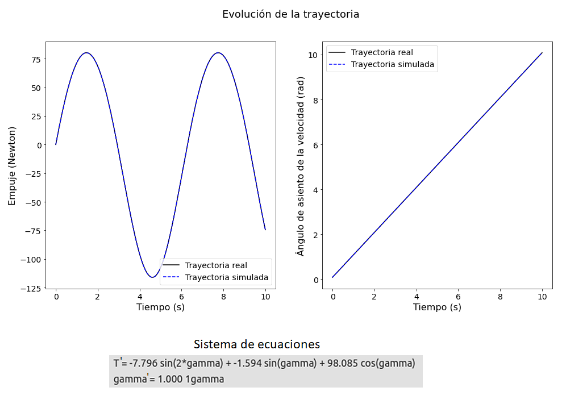 Evolución de la trayectoria
Empuje (Newton)
75
50
25
0
−25
−50
−75
−100
−125
Trayectoria real
Trayectoria simulada
0 2 4 6 8 10
Tiempo (s)
Ángulo de asiento de la velocidad (rad)
10
8
6
4
2
0
Trayectoria real
Trayectoria simulada
0 2 4 6 8 10
Tiempo (s)
Sistema de ecuaciones
T'= -7.796 sin(2*gamma) + -1.594 sin(gamma) + 98.085 cos(gamma)
gamma'= 1.000 1gamma